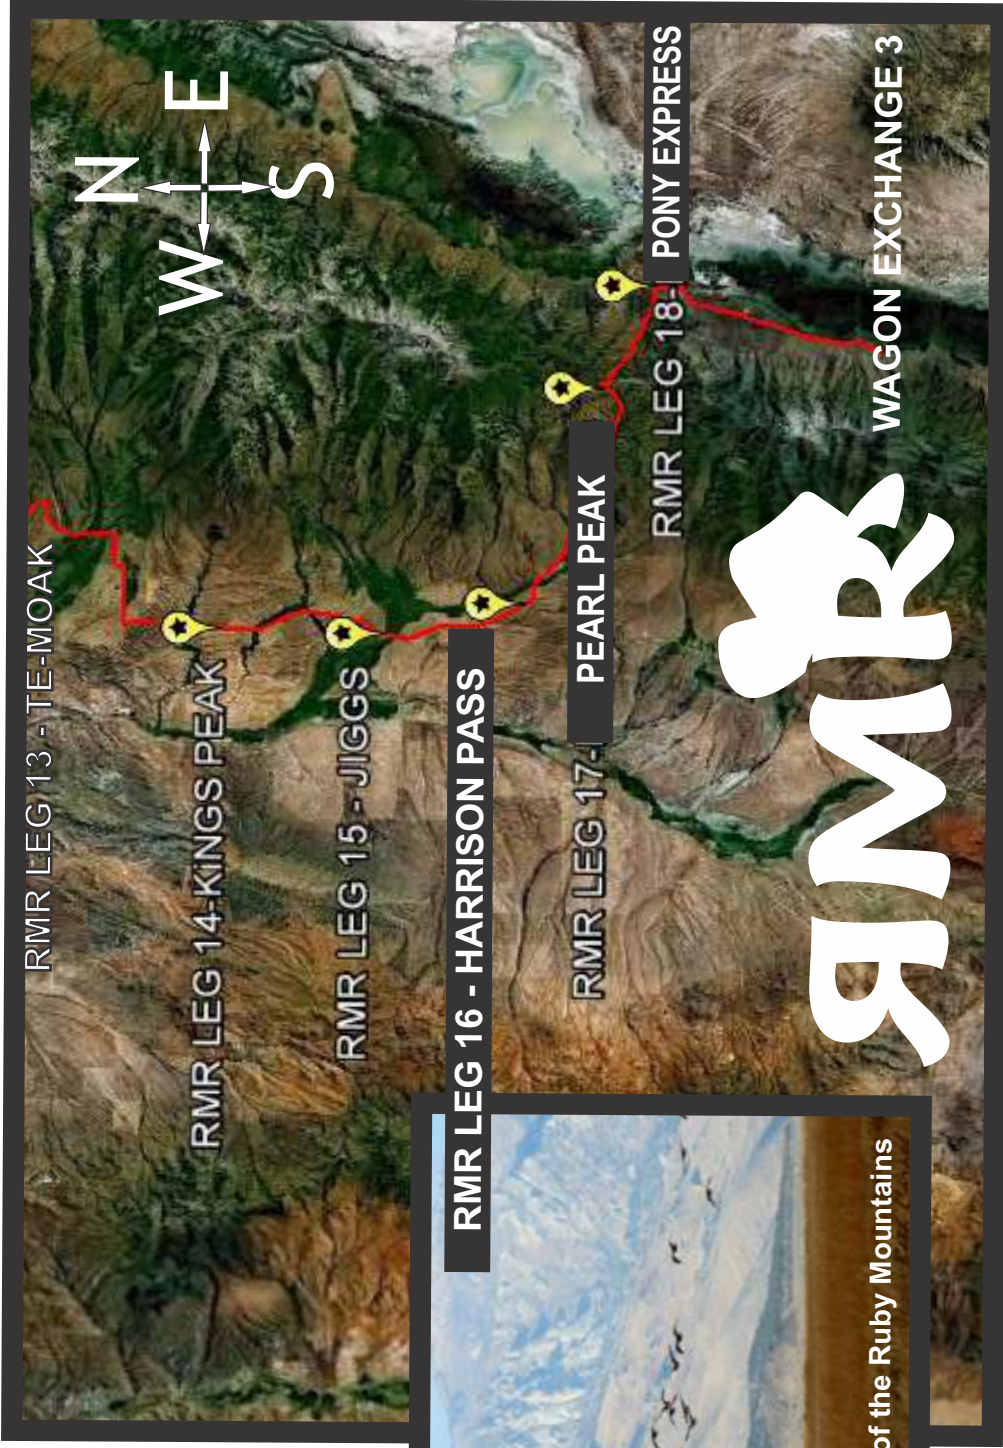 RMR LEG 13 - TE-MOAK
N
W E
S
RMR LEG 14-KINGS PEAK
RMR LEG 15 - JIGGS
RMR LEG 16 - HARRISON PASS
RMR LEG 17-
PEARL PEAK
RMR LEG 18-
PONY EXPRESS
WAGON EXCHANGE 3
RMR
of the Ruby Mountains